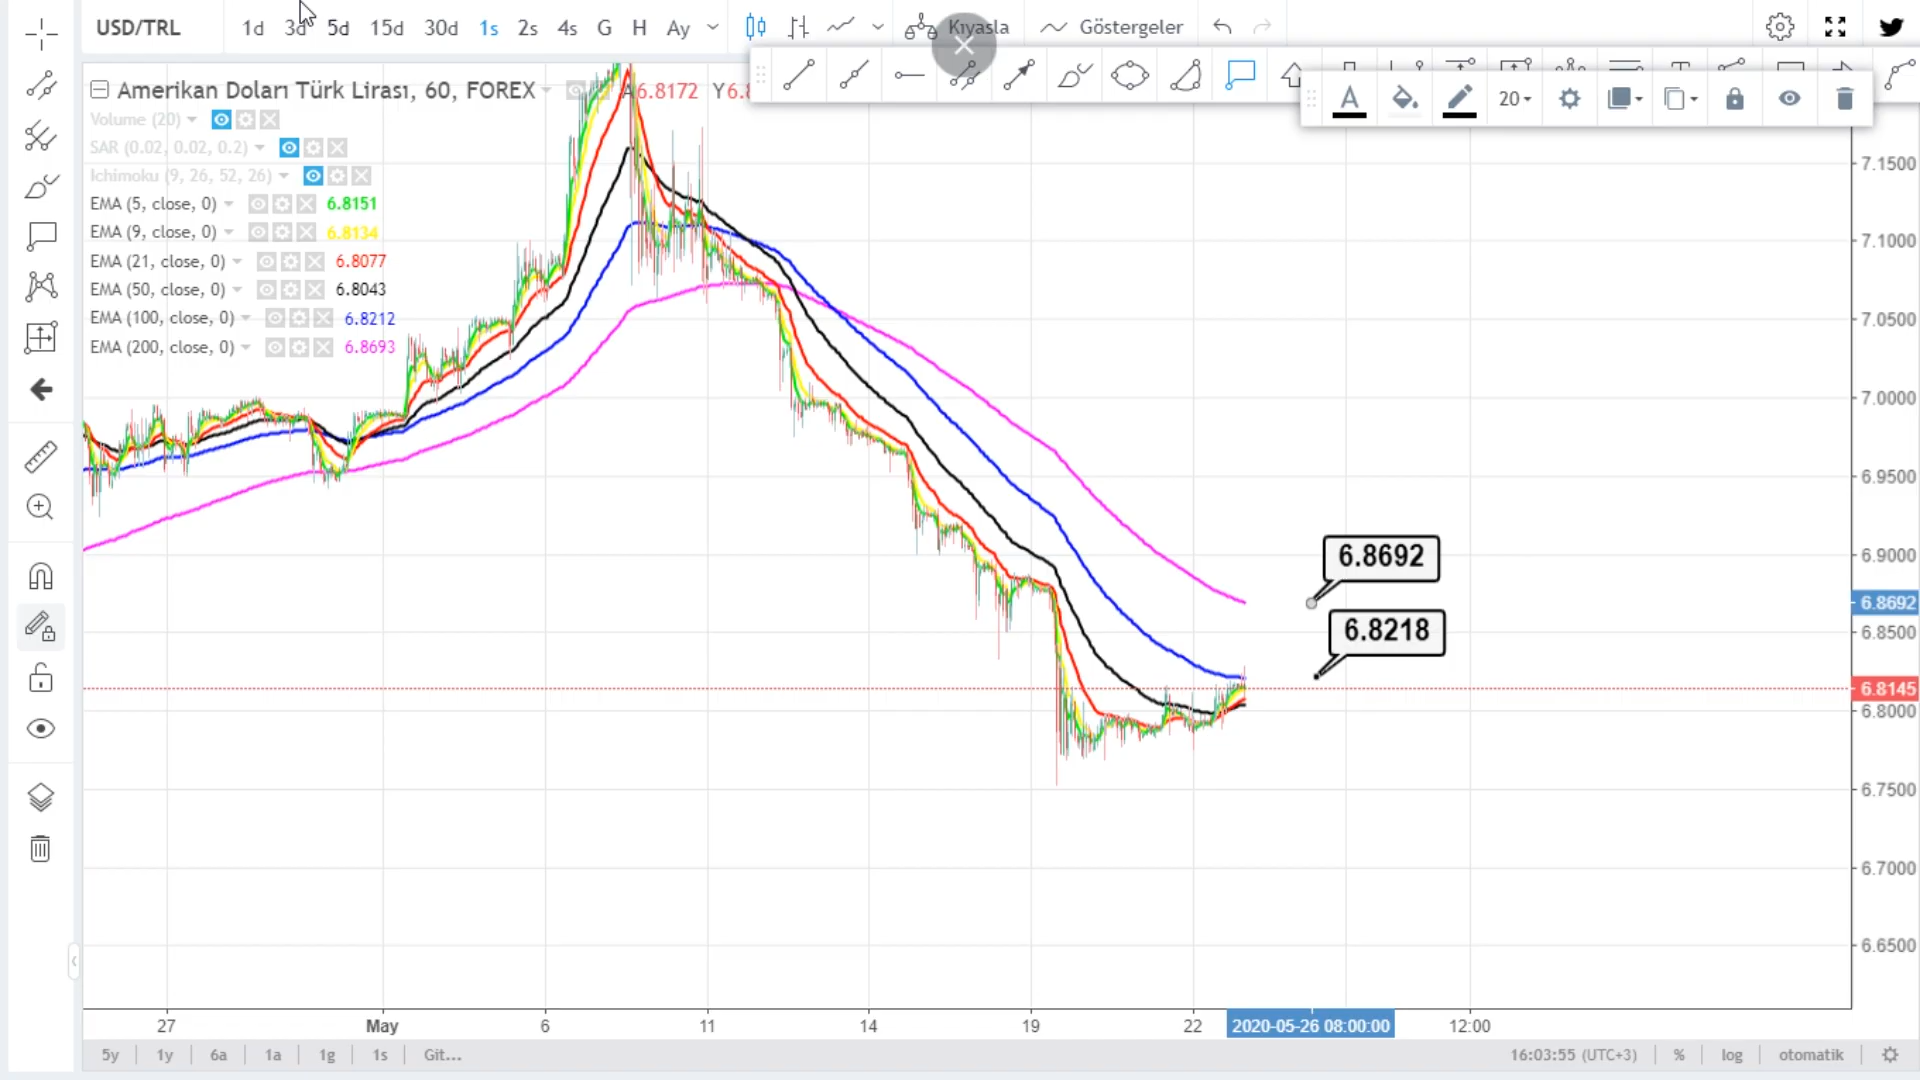 USD/TRL 1d 3d 5d 15d 30d 1s 2s 4s G H Ay Kıyasla Göstergeler
Amerikan Doları Türk Lirası, 60, FOREX A6.8172 Y6.8
20
Volume (20)
SAR (0.02, 0.02, 0.2)
Ichimoku (9, 26, 52, 26)
EMA (5, close, 0) 6.8151
EMA (9, close, 0) 6.8134
EMA (21, close, 0) 6.8077
EMA (50, close, 0) 6.8043
EMA (100, close, 0) 6.8212
EMA (200, close, 0) 6.8693
7.1500
7.1000
7.0500
7.0000
6.9500
6.9000
6.8692
6.8692
6.8500
6.8218
6.8145
6.8000
6.7500
6.7000
6.6500
27 May 6 11 14 19 22 2020-05-26 08:00:00 12:00
5y 1y 6a 1a 1g 1s Git... 16:03:55 (UTC+3) % log otomatik